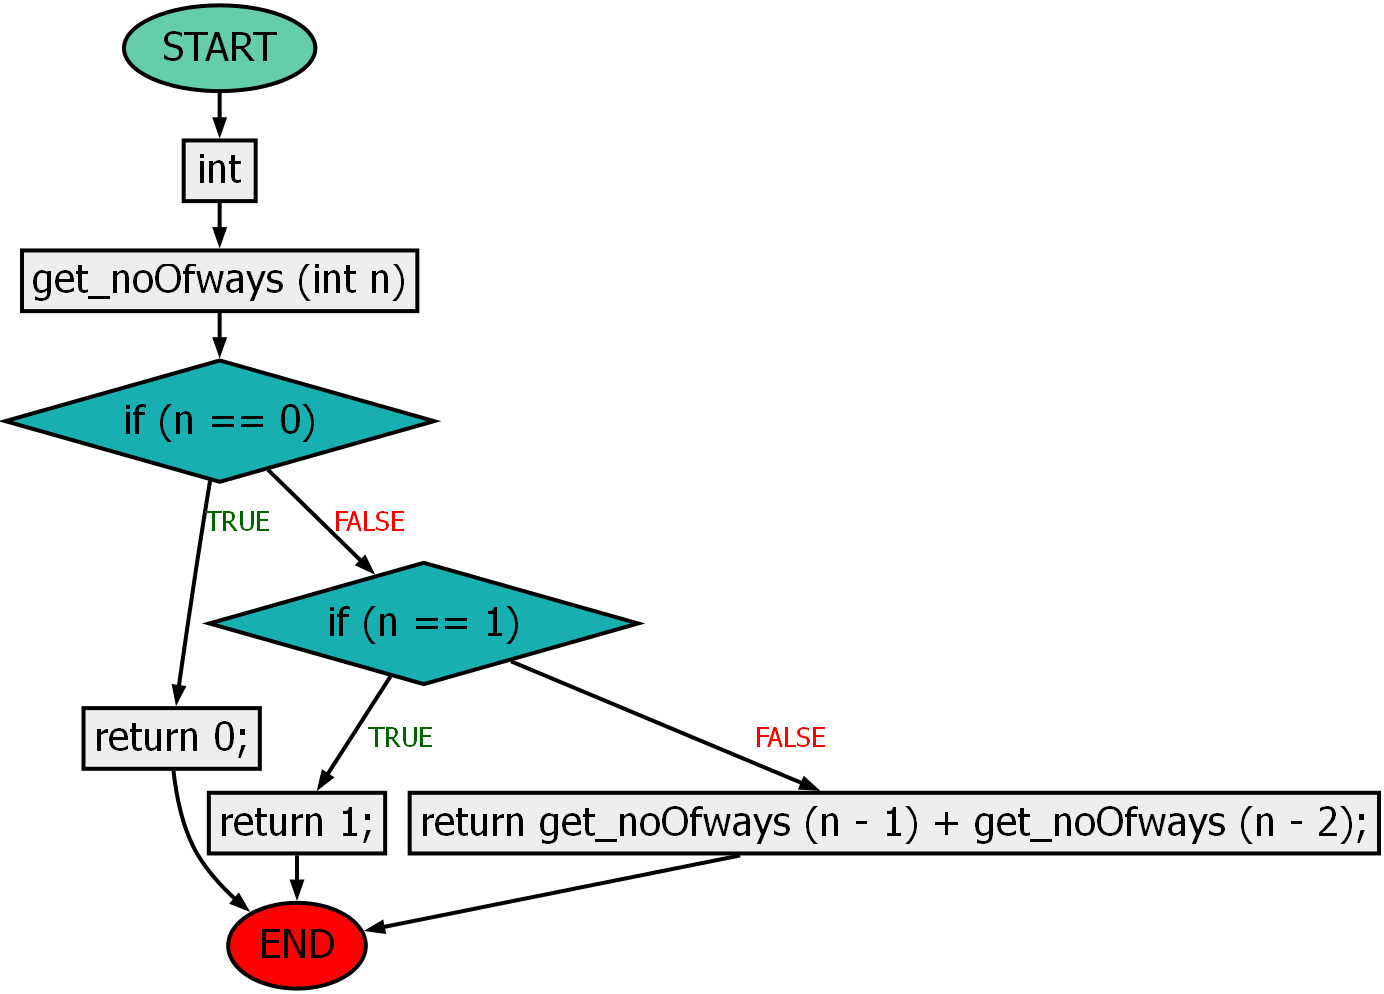 START
int
get_noOfways (int n)
if (n == 0)
TRUE
FALSE
if (n == 1)
return 0;
TRUE
FALSE
return 1;
return get_noOfways (n - 1) + get_noOfways (n - 2);
END